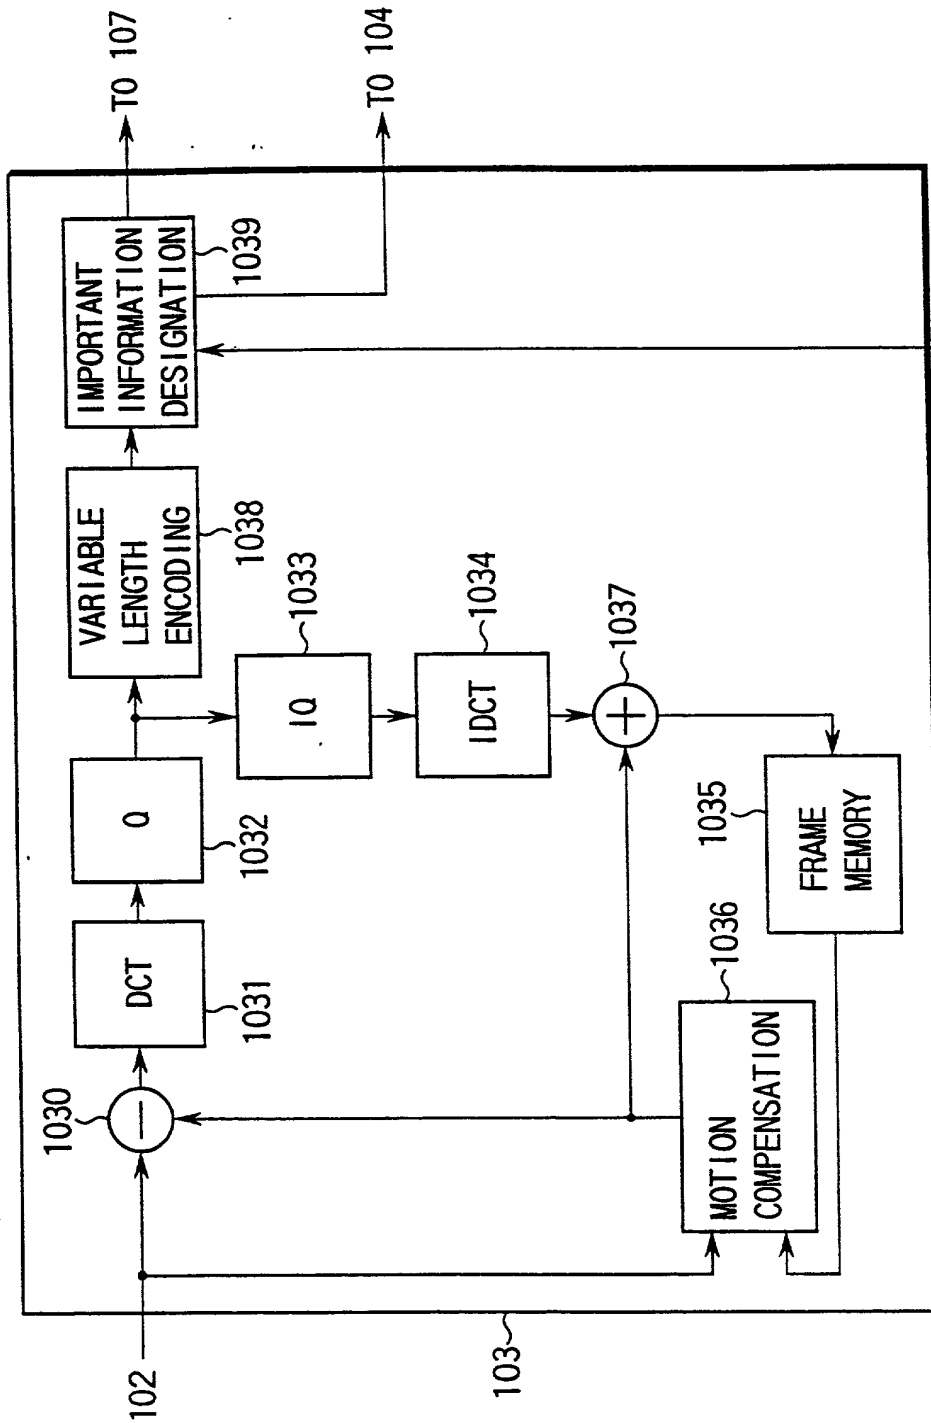 102
103
1030
DCT
1031
Q
1032
VARIABLE
LENGTH
ENCODING
1038
IMPORTANT
INFORMATION
DESIGNATION
1039
TO 107
TO 104
IQ
1033
IDCT
1034
1037
MOTION
COMPENSATION
1036
FRAME
MEMORY
1035